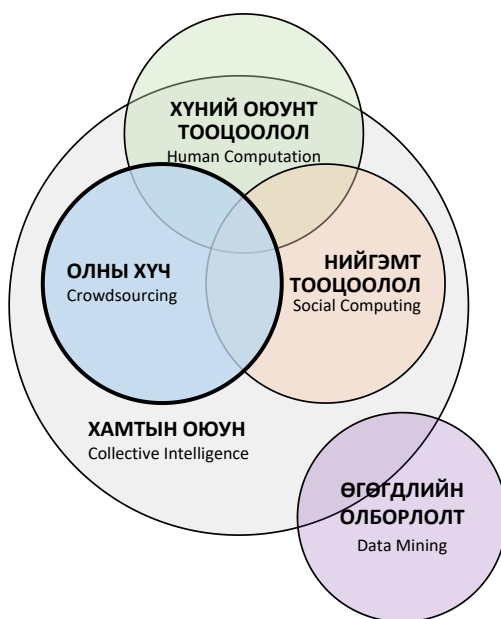 ХҮНИЙ ОЮУНТ
ТООЦООЛОЛ
Human Computation
ОЛНЫ ХҮЧ
Crowdsourcing
НИЙГЭМТ
ТООЦООЛОЛ
Social Computing
ХАМТЫН ОЮУН
Collective Intelligence
ӨГӨГДЛИЙН
ОЛБОРЛОЛТ
Data Mining